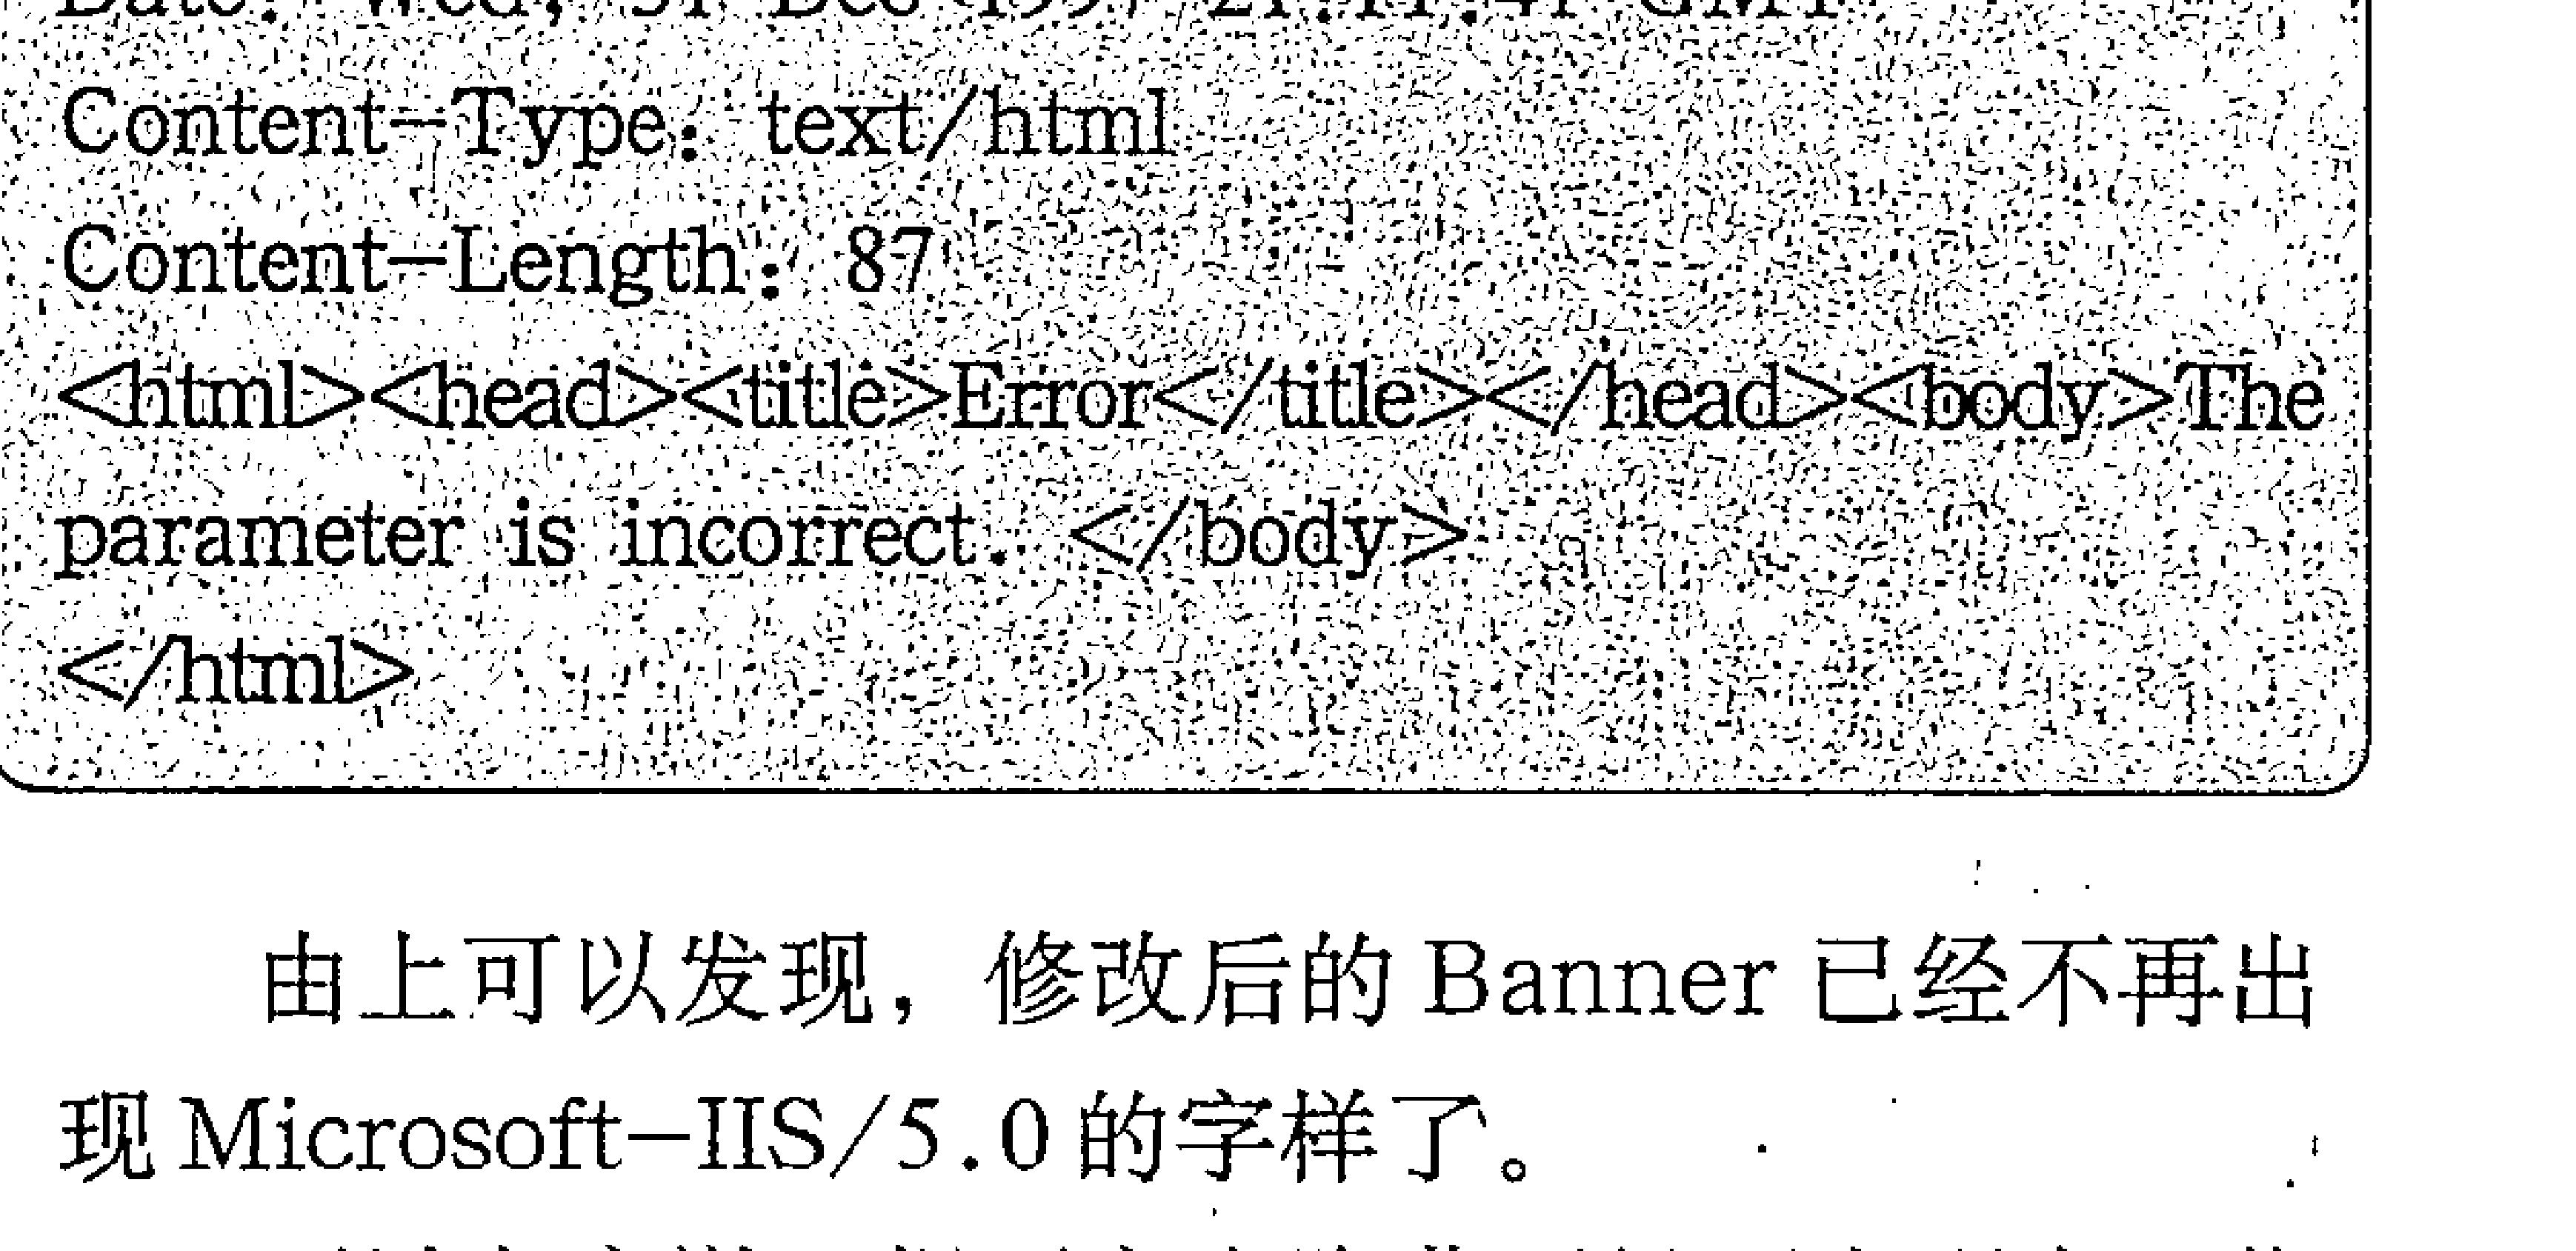 Content-Type: text/html
Content-Length: 87
<html><head><title>Error</title></head><body>The
parameter is incorrect. </body>
</html>
由上可以发现，修改后的 Banner 已经不再出
现 Microsoft-IIS/5.0 的字样了。